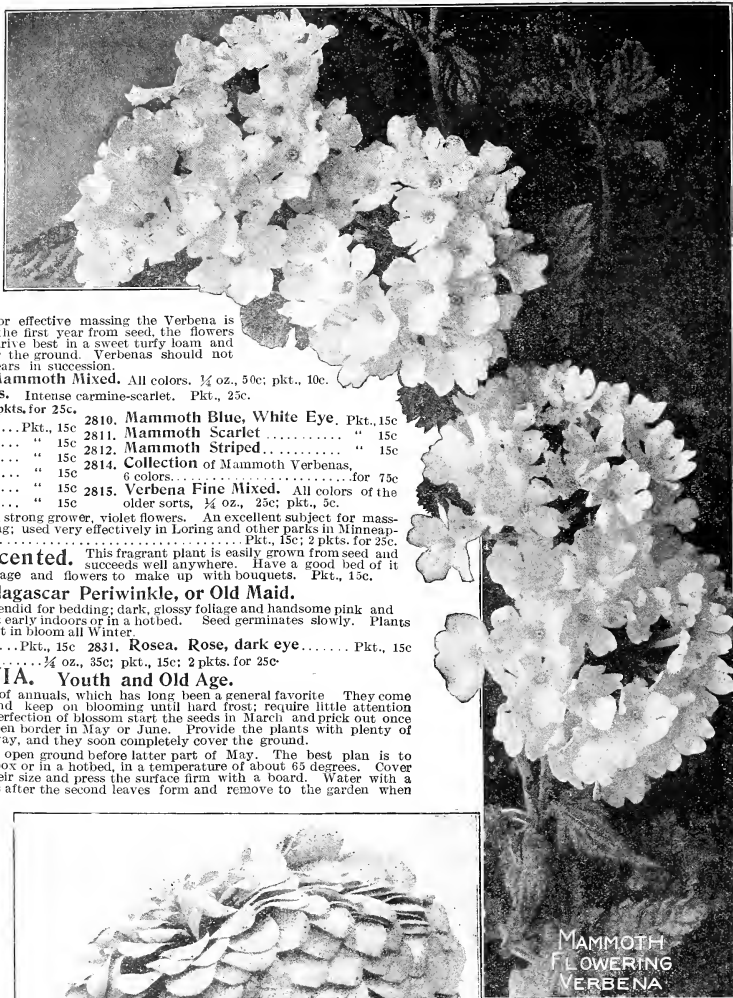 or effective massing the Verbena is
he first year from seed, the flowers
rive best in a sweet turfy loam and
the ground. Verbenas should not
ars in succession.
Mammoth Mixed. All colors. ¼ oz., 50c; pkt., 10c.
s. Intense carmine-scarlet. Pkt., 25c.
pkts. for 25c.
...Pkt., 15c
... " 15c
... " 15c
... " 15c
... " 15c
... " 15c
2810. Mammoth Blue, White Eye. Pkt., 15c
2811. Mammoth Scarlet ........... " 15c
2812. Mammoth Striped........... " 15c
2814. Collection of Mammoth Verbenas,
6 colors...........................for 75c
2815. Verbena Fine Mixed. All colors of the
older sorts, ¼ oz., 25c; pkt., 5c.
strong grower, violet flowers. An excellent subject for mass-
g; used very effectively in Loring and other parks in Minneap-
....................................Pkt., 15c; 2 pkts. for 25c.
cented. This fragrant plant is easily grown from seed and
succeeds well anywhere. Have a good bed of it
age and flowers to make up with bouquets. Pkt., 15c.
dagascar Periwinkle, or Old Maid.
endid for bedding; dark, glossy foliage and handsome pink and
early indoors or in a hotbed. Seed germinates slowly. Plants
t in bloom all Winter.
...Pkt., 15c 2831. Rosea. Rose, dark eye....... Pkt., 15c
.......¼ oz., 35c; pkt., 15c; 2 pkts. for 25c.
IA. Youth and Old Age.
of annuals, which has long been a general favorite They come
nd keep on blooming until hard frost; require little attention
erfection of blossom start the seeds in March and prick out once
en border in May or June. Provide the plants with plenty of
ay, and they soon completely cover the ground.
open ground before latter part of May. The best plan is to
ox or in a hotbed, in a temperature of about 65 degrees. Cover
eir size and press the surface firm with a board. Water with a
after the second leaves form and remove to the garden when
MAMMOTH
FLOWERING
VERBENA